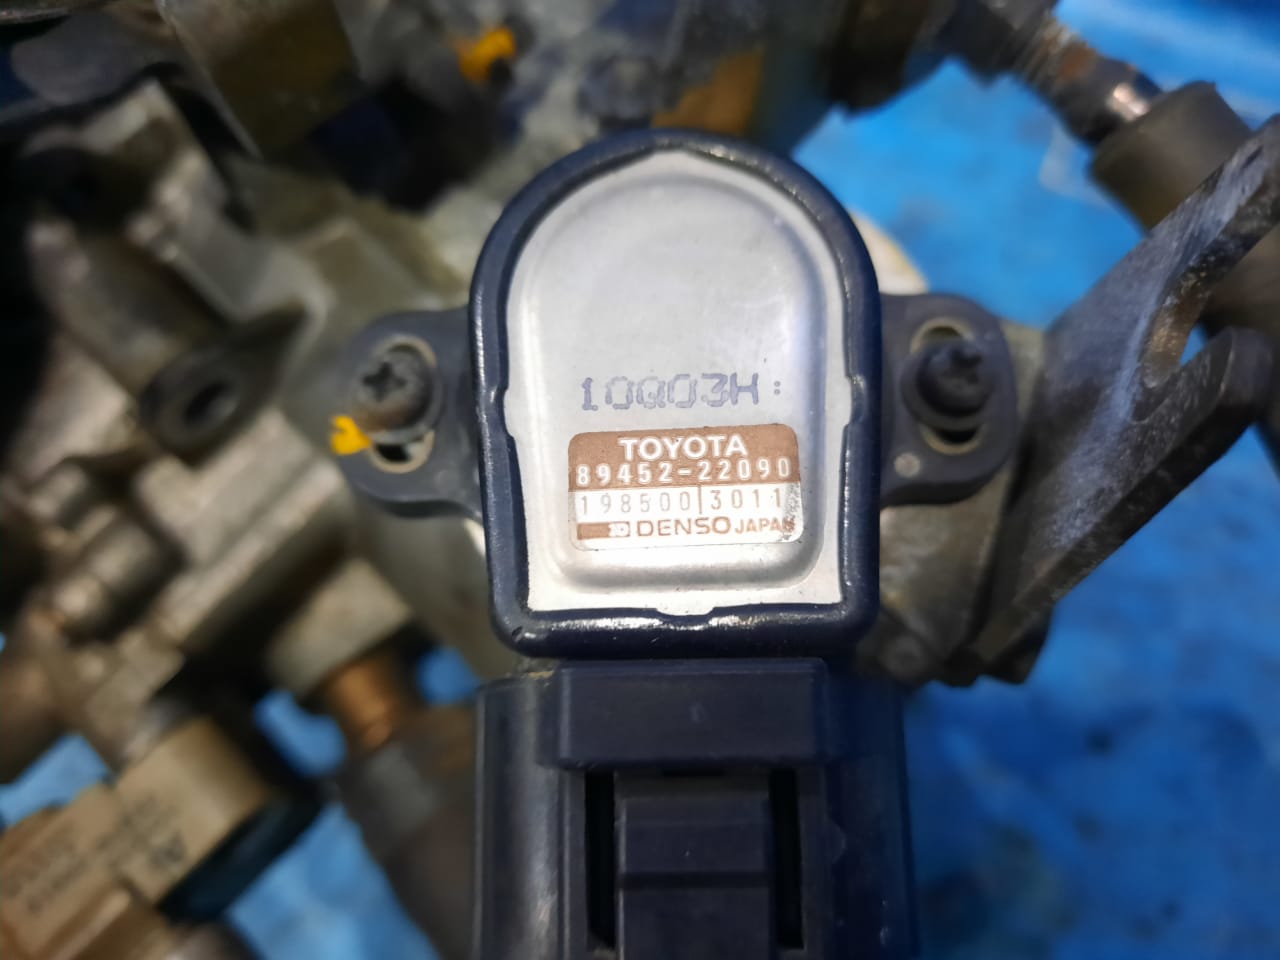 10Q03H:
TOYOTA
89452-22090
198500 3011
DENSO JAPAN